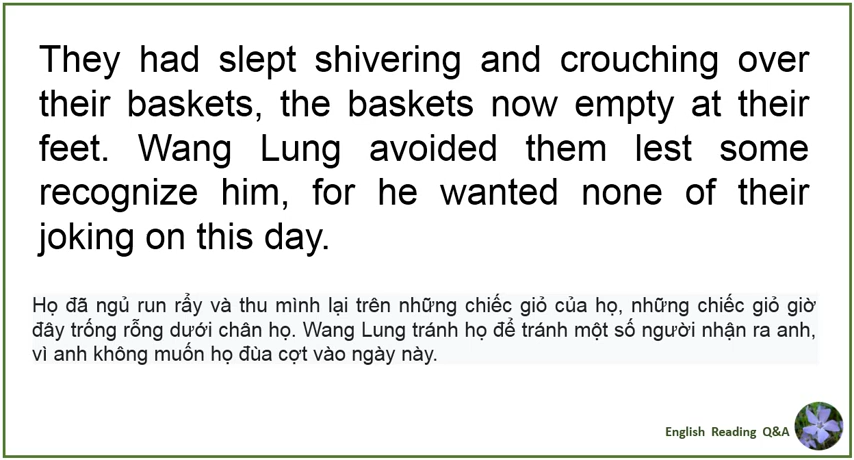 They had slept shivering and crouching over
their baskets, the baskets now empty at their
feet. Wang Lung avoided them lest some
recognize him, for he wanted none of their
joking on this day.
Họ đã ngủ run rẩy và thu mình lại trên những chiếc giỏ của họ, những chiếc giỏ giờ
đây trống rỗng dưới chân họ. Wang Lung tránh họ để tránh một số người nhận ra anh,
vì anh không muốn họ đùa cợt vào ngày này.
English Reading Q&A